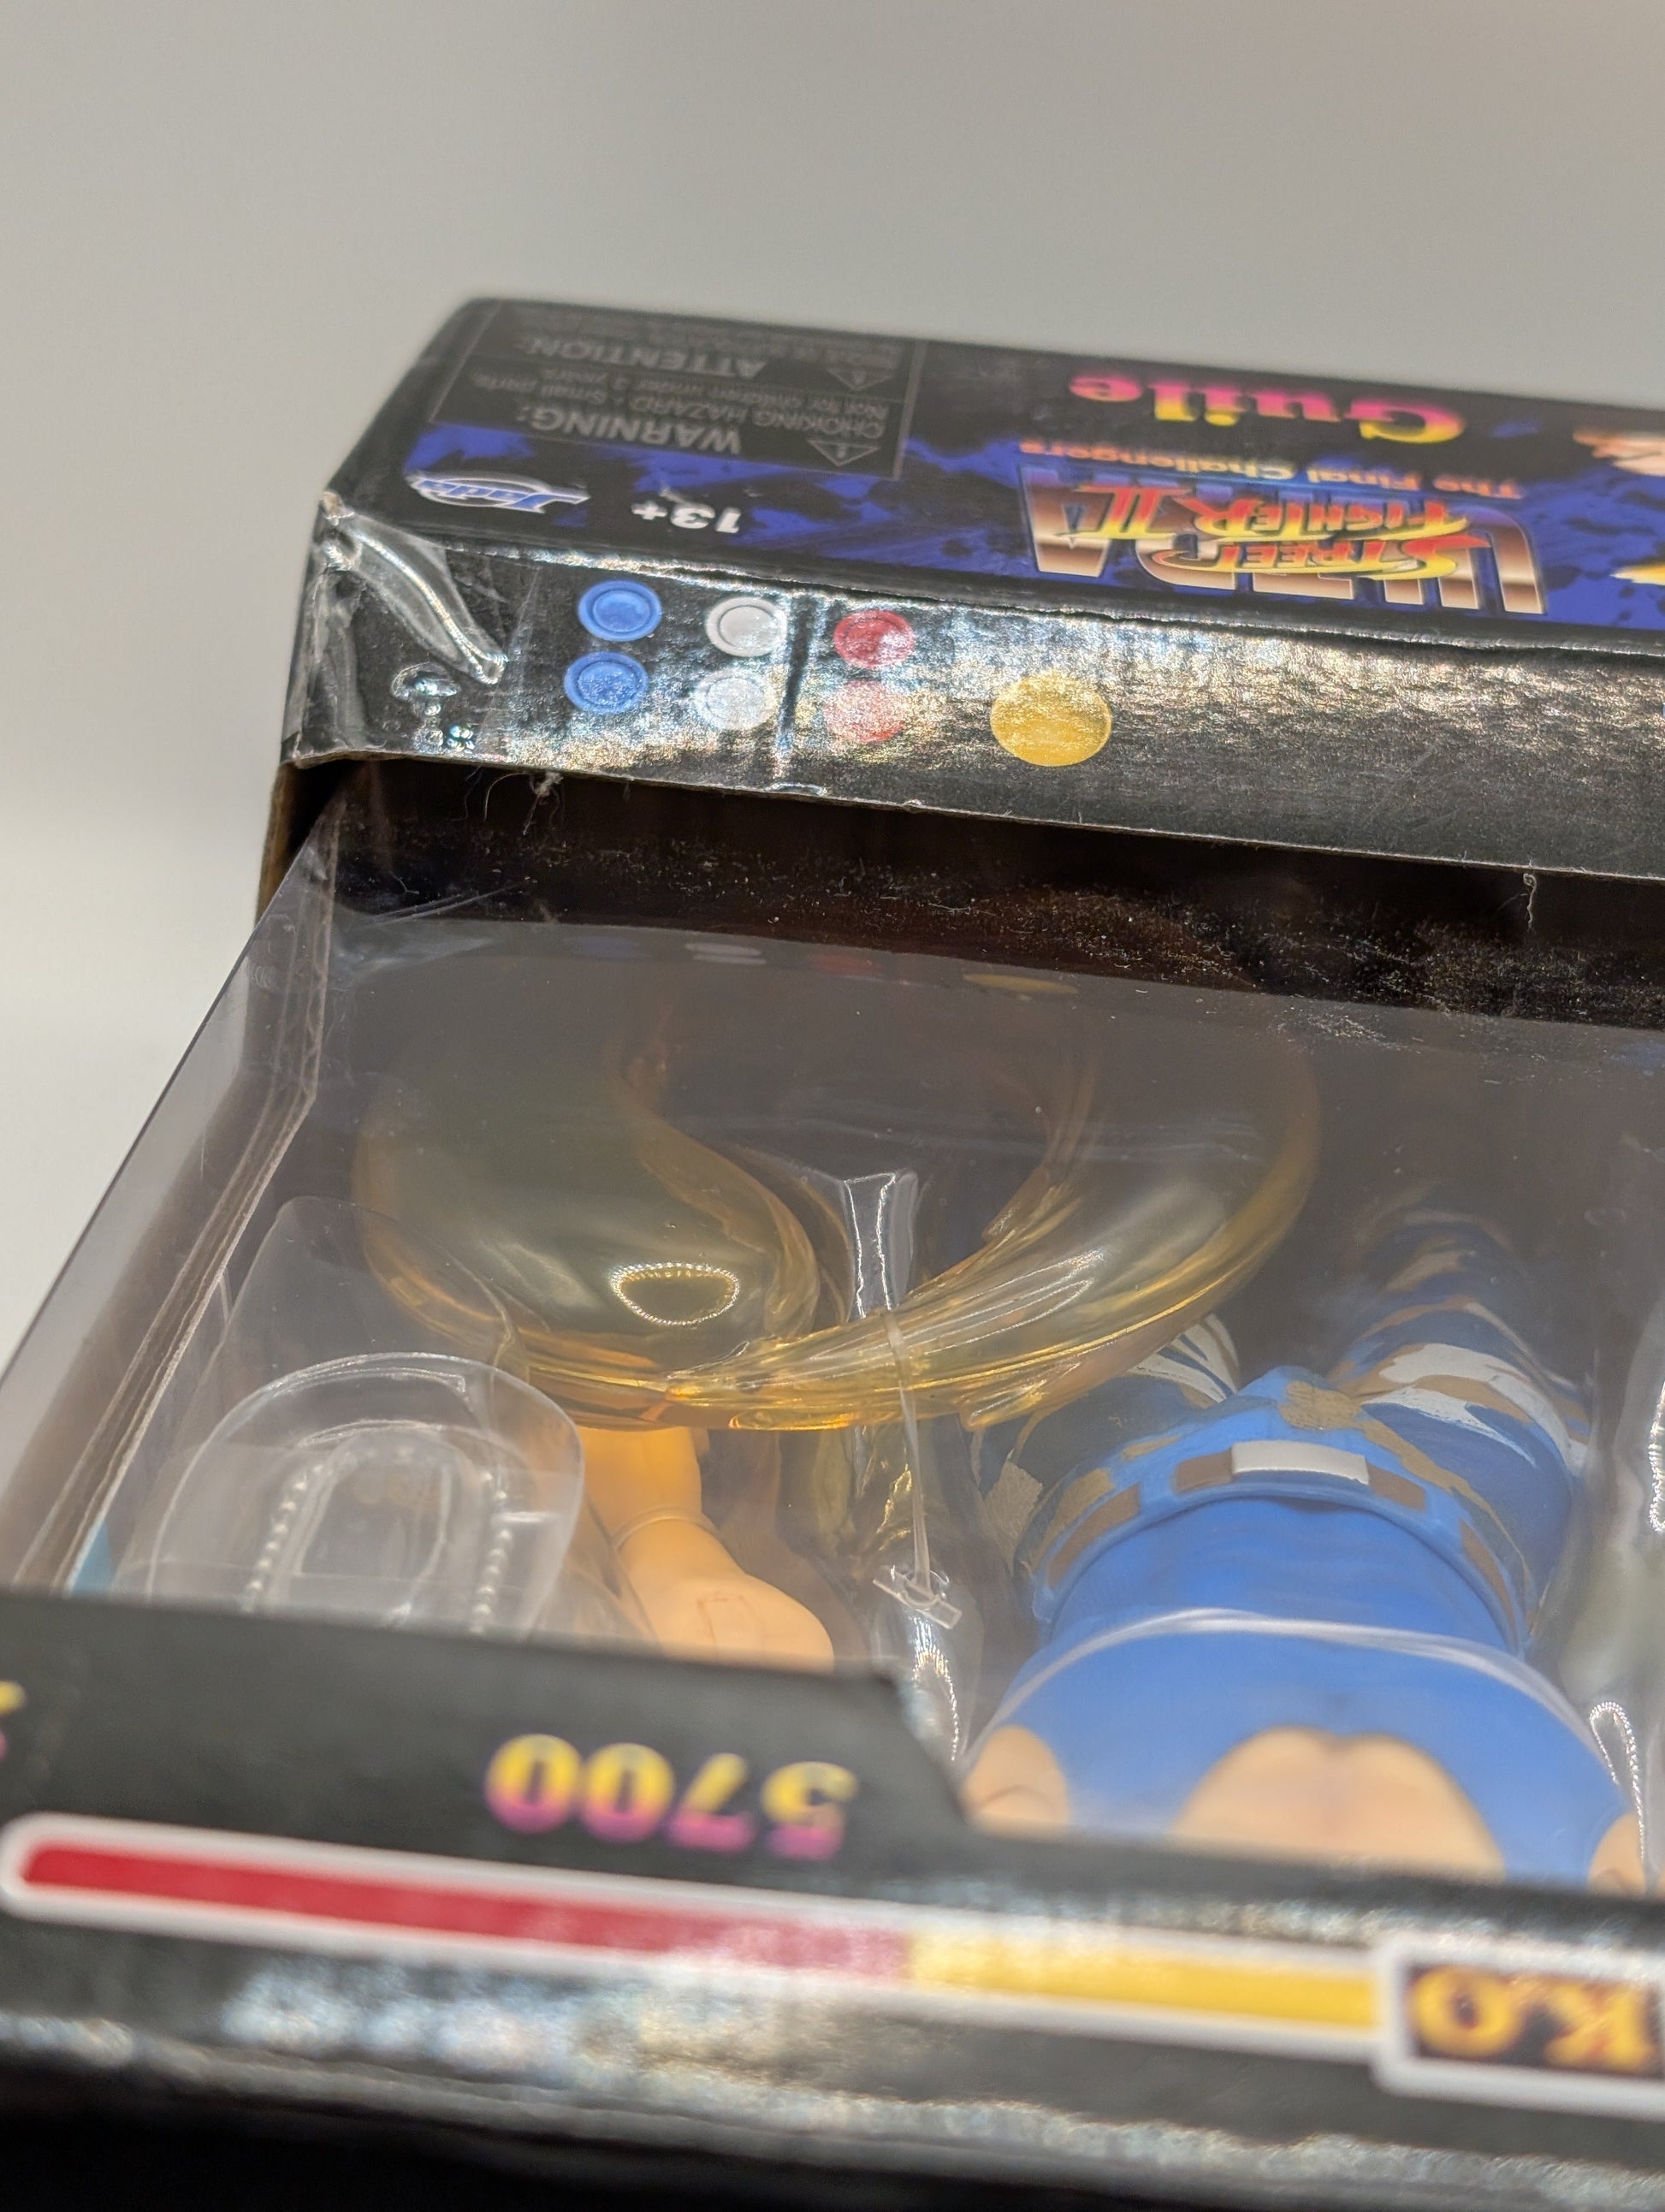 5700
K.O
ULTRA
STREET
FIGHTER II
The Final Challengers
Guile
Jada
13+
WARNING:
CHOKING HAZARD - Small parts.
Not for children under 3 years.
ATTENTION: